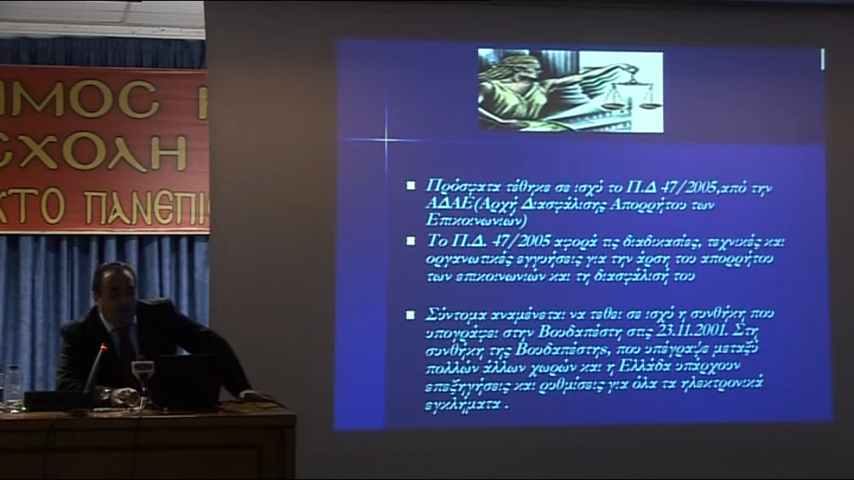 ΙΜΟΣ
ΣΧΟΛΗ
ΚΤΟ ΠΑΝΕΠΙΣ
Πρόσφατα τέθηκε σε ισχύ το Π.Δ 47/2005,από την
ΑΔΑΕ(Αρχή Διασφάλισης Απορρήτου των
Επικοινωνιών)
Το Π.Δ. 47/2005 αφορά τις διαδικασίες, τεχνικές και
οργανωτικές εγγυήσεις για την άρση του απορρήτου
των επικοινωνιών και τη διασφάλισή του
Σύντομα αναμένεται να τεθει σε ισχύ η συνθήκη που
υπογράφει στην Βουδαπέστη στις 23.11.2001. Στη
συνθήκη της Βουδαπέστης, που υπέγραψε μεταξύ
πολλών άλλων χωρών και η Ελλάδα υπάρχουν
επεξηγήσεις και ρυθμίσεις για όλα τα ηλεκτρονικά
εγκλήματα .